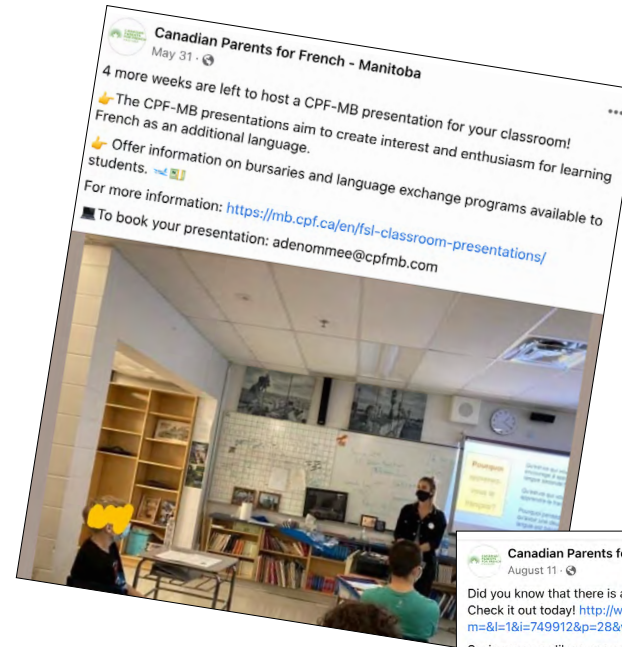 Canadian Parents for French - Manitoba
May 31 ·
4 more weeks are left to host a CPF-MB presentation for your classroom!
👉The CPF-MB presentations aim to create interest and enthusiasm for learning
French as an additional language.
👉 Offer information on bursaries and language exchange programs available to
students.
For more information: https://mb.cpf.ca/en/fsl-classroom-presentations/
💻To book your presentation: adenommee@cpfmb.com
Pourquoi
apprenez
vous le
français?
Canadian Parents fo
August 11 ·
Did you know that there is a
Check it out today! http://w
m=&l=1&i=749912&p=28&